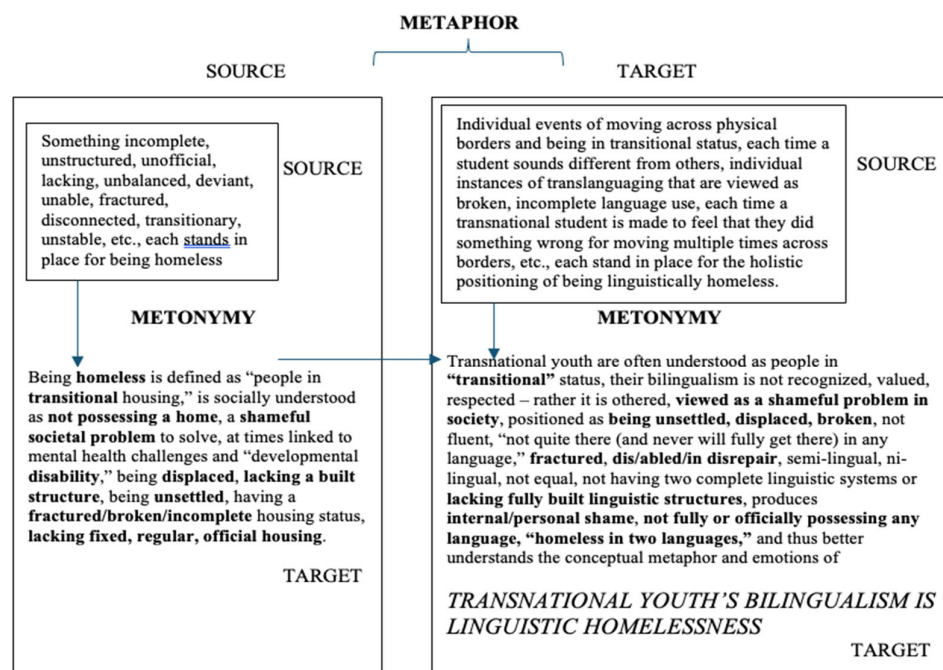 METAPHOR
SOURCE
TARGET
Something incomplete,
unstructured, unofficial,
lacking, unbalanced, deviant,
unable, fractured,
disconnected, transitionary,
unstable, etc., each stands in
place for being homeless
SOURCE
METONYMY
Being homeless is defined as “people in
transitional housing,” is socially understood
as not possessing a home, a shameful
societal problem to solve, at times linked to
mental health challenges and “developmental
disability,” being displaced, lacking a built
structure, being unsettled, having a
fractured/broken/incomplete housing status,
lacking fixed, regular, official housing.
TARGET
Individual events of moving across physical
borders and being in transitional status, each time a
student sounds different from others, individual
instances of translanguaging that are viewed as
broken, incomplete language use, each time a
transnational student is made to feel that they did
something wrong for moving multiple times across
borders, etc., each stand in place for the holistic
positioning of being linguistically homeless.
SOURCE
METONYMY
Transnational youth are often understood as people in
“transitional” status, their bilingualism is not recognized, valued,
respected – rather it is othered, viewed as a shameful problem in
society, positioned as being unsettled, displaced, broken, not
fluent, “not quite there (and never will fully get there) in any
language,” fractured, dis/abled/in disrepair, semi-lingual, ni-
lingual, not equal, not having two complete linguistic systems or
lacking fully built linguistic structures, produces
internal/personal shame, not fully or officially possessing any
language, “homeless in two languages,” and thus better
understands the conceptual metaphor and emotions of
TRANSNATIONAL YOUTH’S BILINGUALISM IS
LINGUISTIC HOMELESSNESS
TARGET